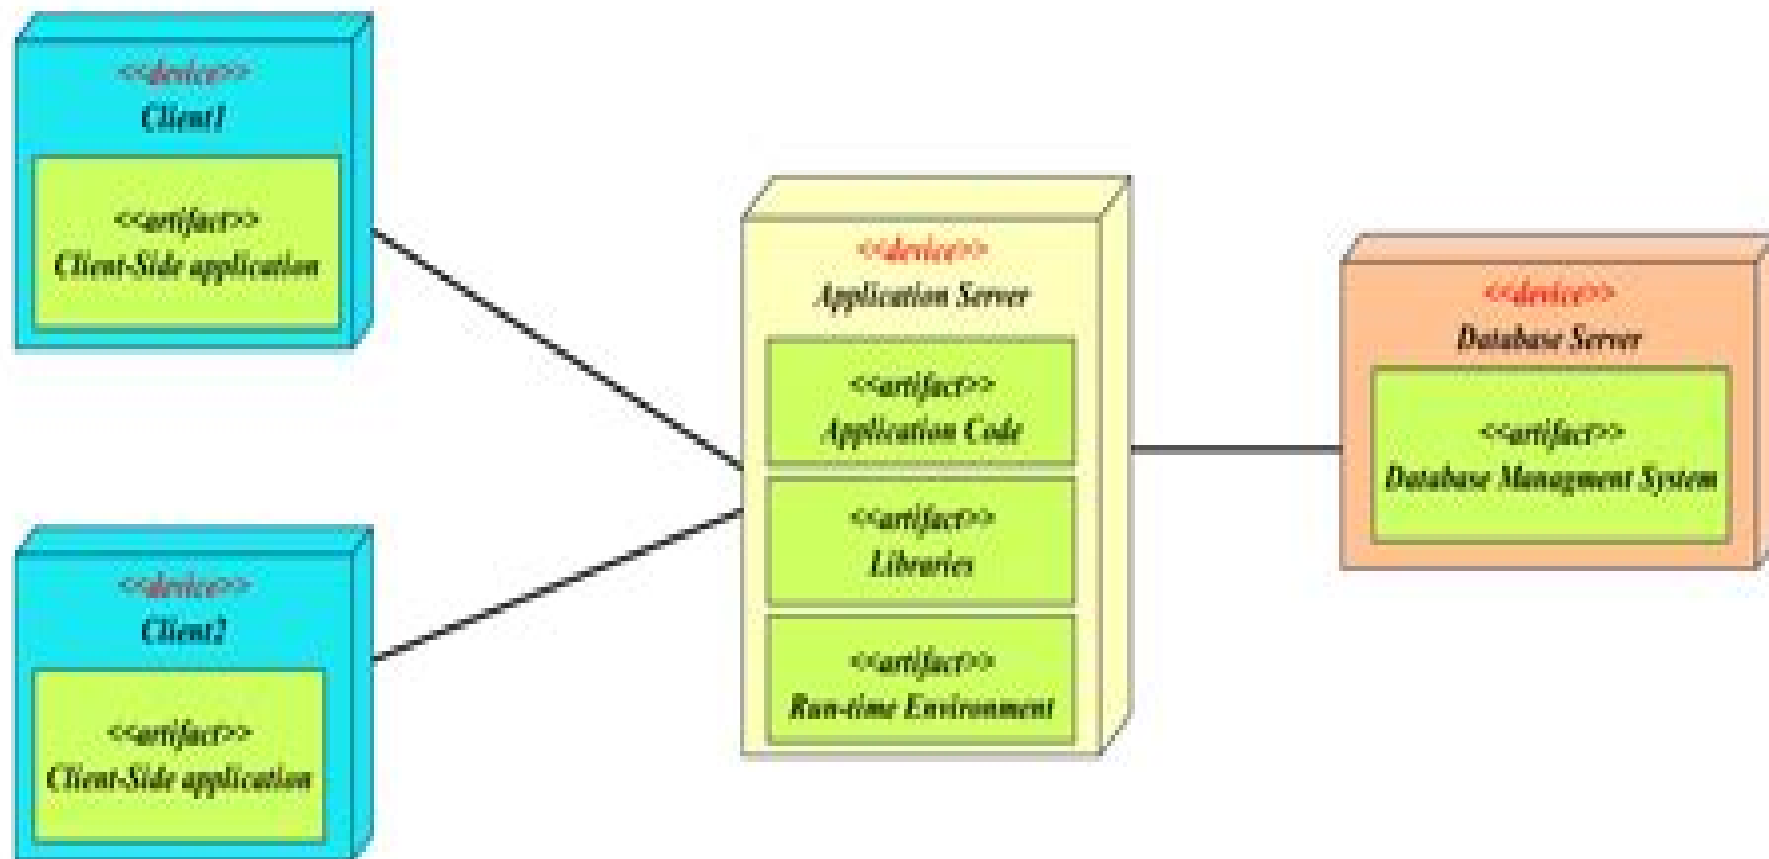 <<device>>
Client1
<<artifact>>
Client-Side application
<<device>>
Client2
<<artifact>>
Client-Side application
<<device>>
Application Server
<<artifact>>
Application Code
<<artifact>>
Libraries
<<artifact>>
Run-time Environment
<<device>>
Database Server
<<artifact>>
Database Managment System